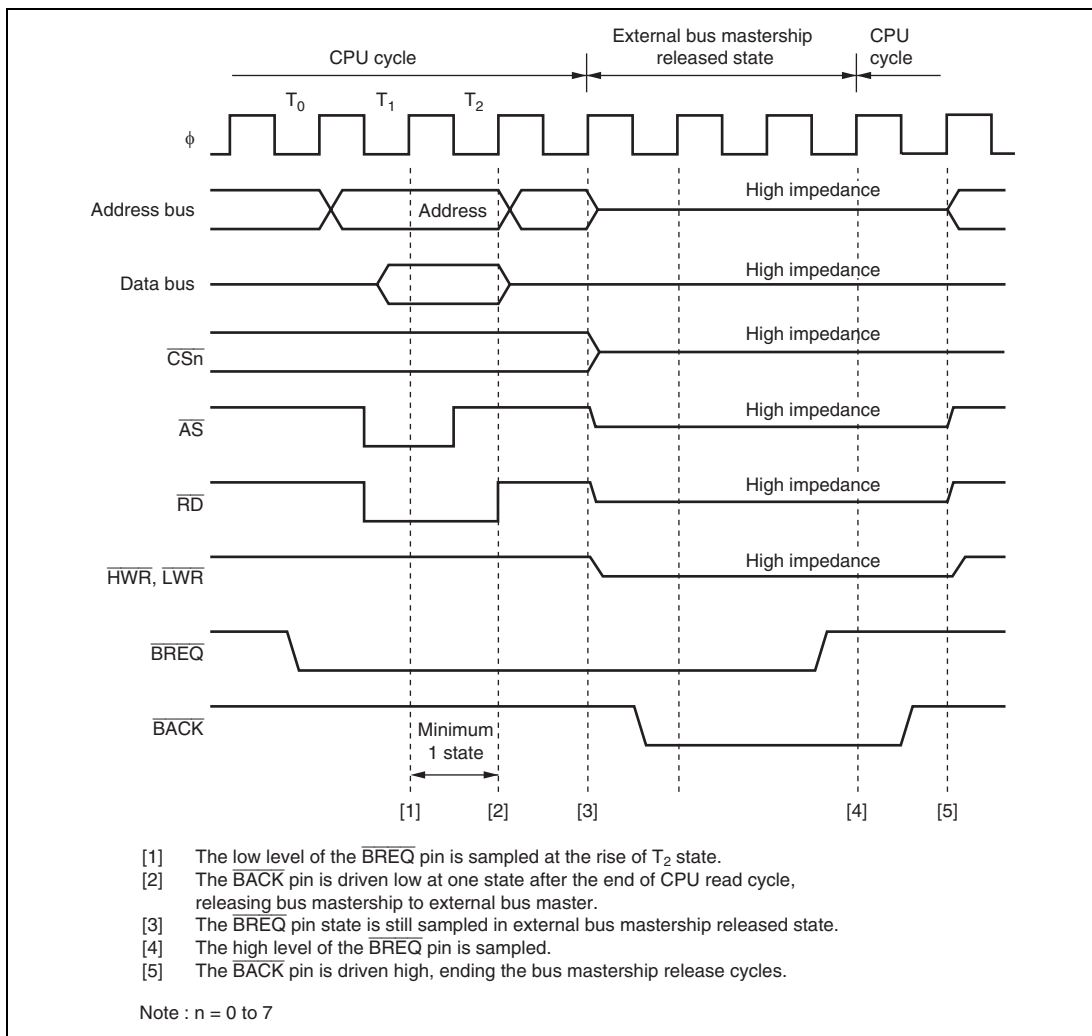 External bus mastership
released state
CPU
cycle
CPU cycle
T0 T1 T2
ϕ
Address bus
Address
High impedance
Data bus
High impedance
CSn
High impedance
AS
High impedance
RD
High impedance
HWR, LWR
High impedance
BREQ
BACK
Minimum
1 state
[1] [2] [3] [4] [5]
[1] The low level of the BREQ pin is sampled at the rise of T2 state.
[2] The BACK pin is driven low at one state after the end of CPU read cycle,
releasing bus mastership to external bus master.
[3] The BREQ pin state is still sampled in external bus mastership released state.
[4] The high level of the BREQ pin is sampled.
[5] The BACK pin is driven high, ending the bus mastership release cycles.
Note : n = 0 to 7